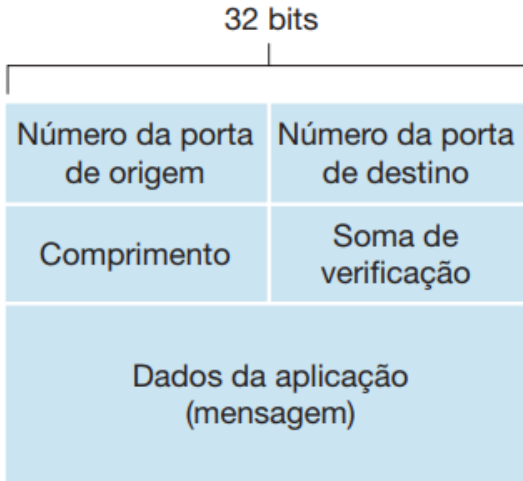 32 bits
Número da porta
de origem
Número da porta
de destino
Comprimento
Soma de
verificação
Dados da aplicação
(mensagem)